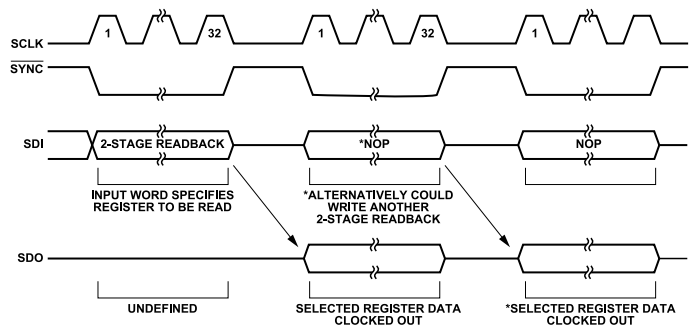 SCLK
1
32
1
32
1
SYNC
SDI
2-STAGE READBACK
*NOP
NOP
INPUT WORD SPECIFIES
REGISTER TO BE READ
*ALTERNATIVELY COULD
WRITE ANOTHER
2-STAGE READBACK
SDO
UNDEFINED
SELECTED REGISTER DATA
CLOCKED OUT
*SELECTED REGISTER DATA
CLOCKED OUT